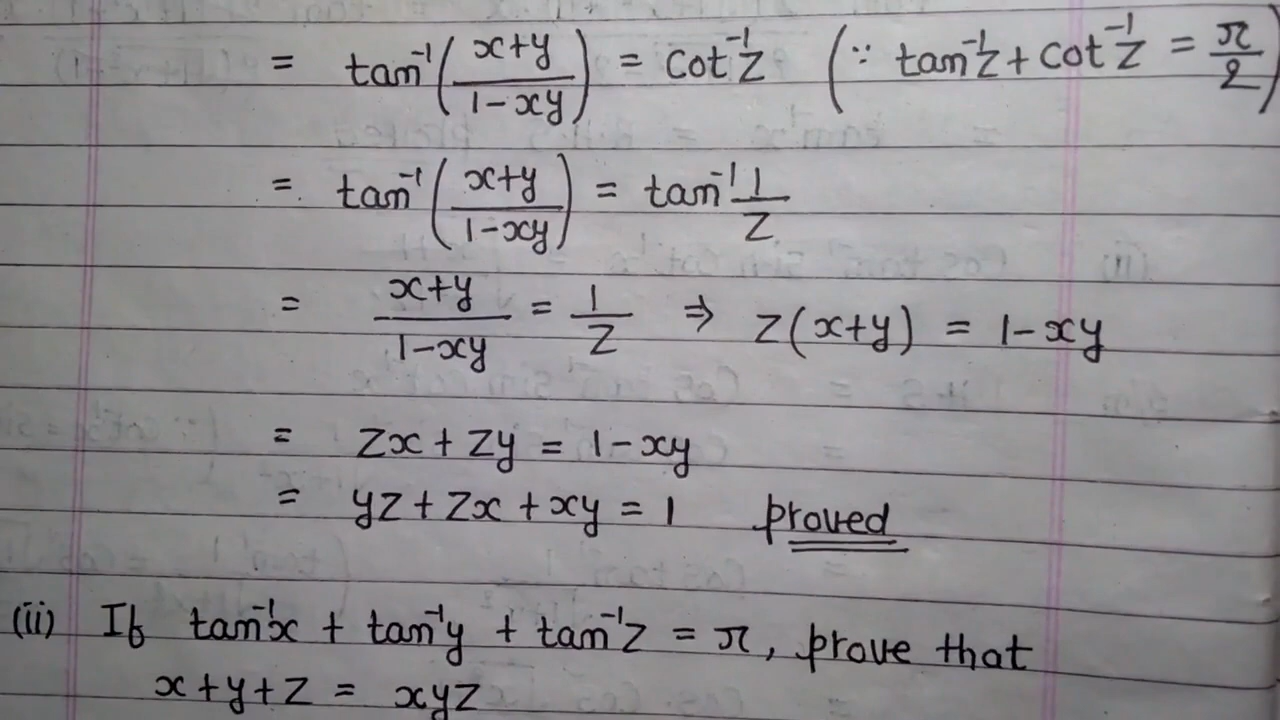 = tan⁻¹((x+y)/(1-xy)) = cot⁻¹z (∵ tan⁻¹z + cot⁻¹z = π/2)
= tan⁻¹((x+y)/(1-xy)) = tan⁻¹ 1/z
= (x+y)/(1-xy) = 1/z ⇒ z(x+y) = 1-xy
= zx + zy = 1-xy
= yz + zx + xy = 1 proved
(ii) If tan⁻¹x + tan⁻¹y + tan⁻¹z = π, prove that
x+y+z = xyz